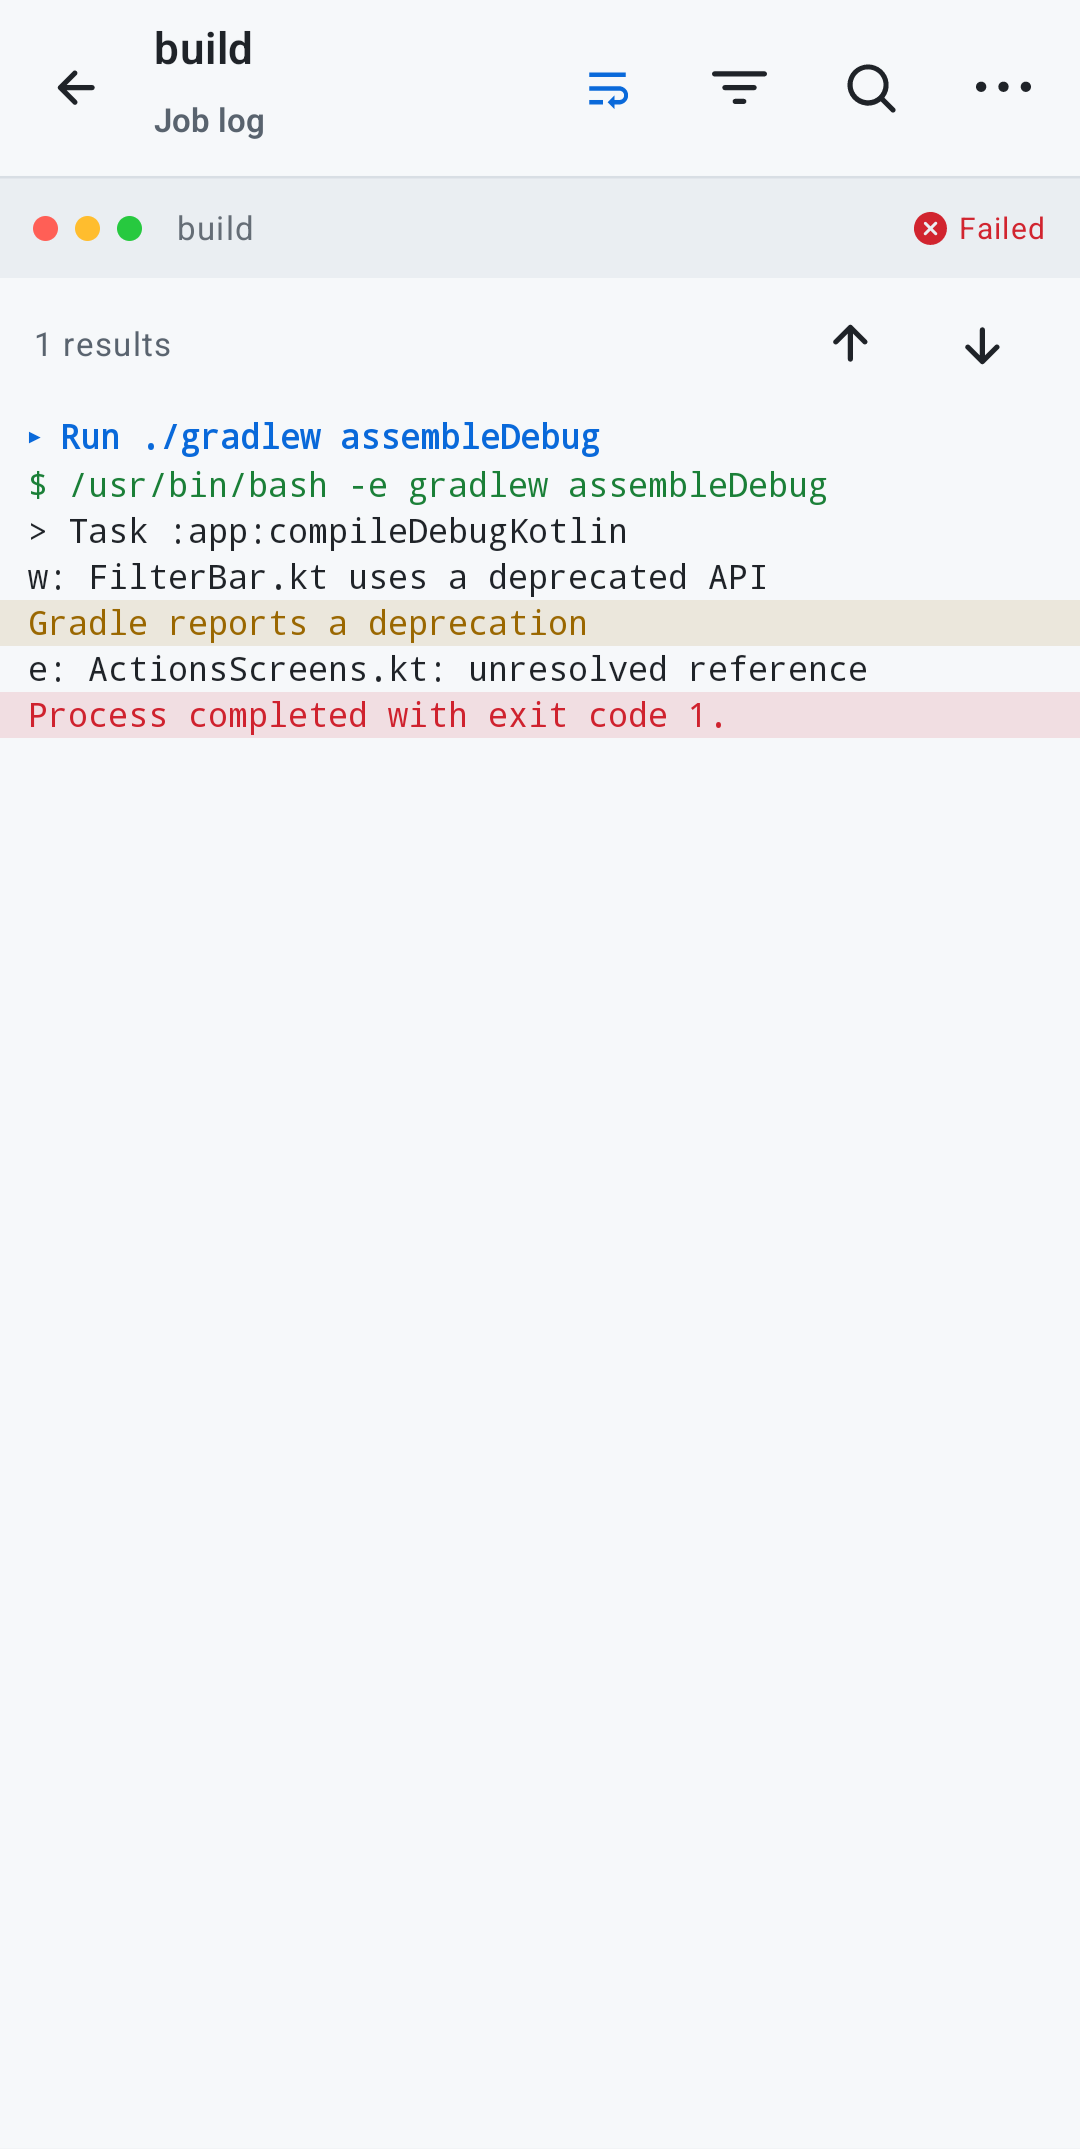 build
Job log
build
Failed
1 results
▸ Run ./gradlew assembleDebug
$ /usr/bin/bash -e gradlew assembleDebug
> Task :app:compileDebugKotlin
w: FilterBar.kt uses a deprecated API
Gradle reports a deprecation
e: ActionsScreens.kt: unresolved reference
Process completed with exit code 1.